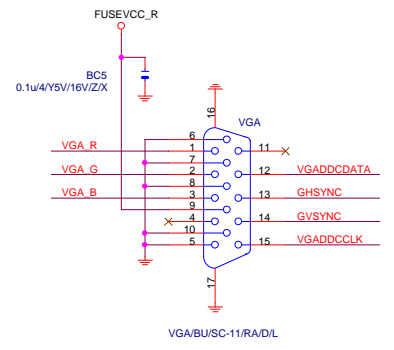 FUSEVCC_R
BC5
0.1u/4/Y5V/16V/Z/X
16
VGA
6
VGA_R 1 11
7
VGA_G 2 12 VGADDCDATA
8
VGA_B 3 13 GHSYNC
9
4 14 GVSYNC
10
5 15 VGADDCCLK
17
VGA/BU/SC-11/RA/D/L